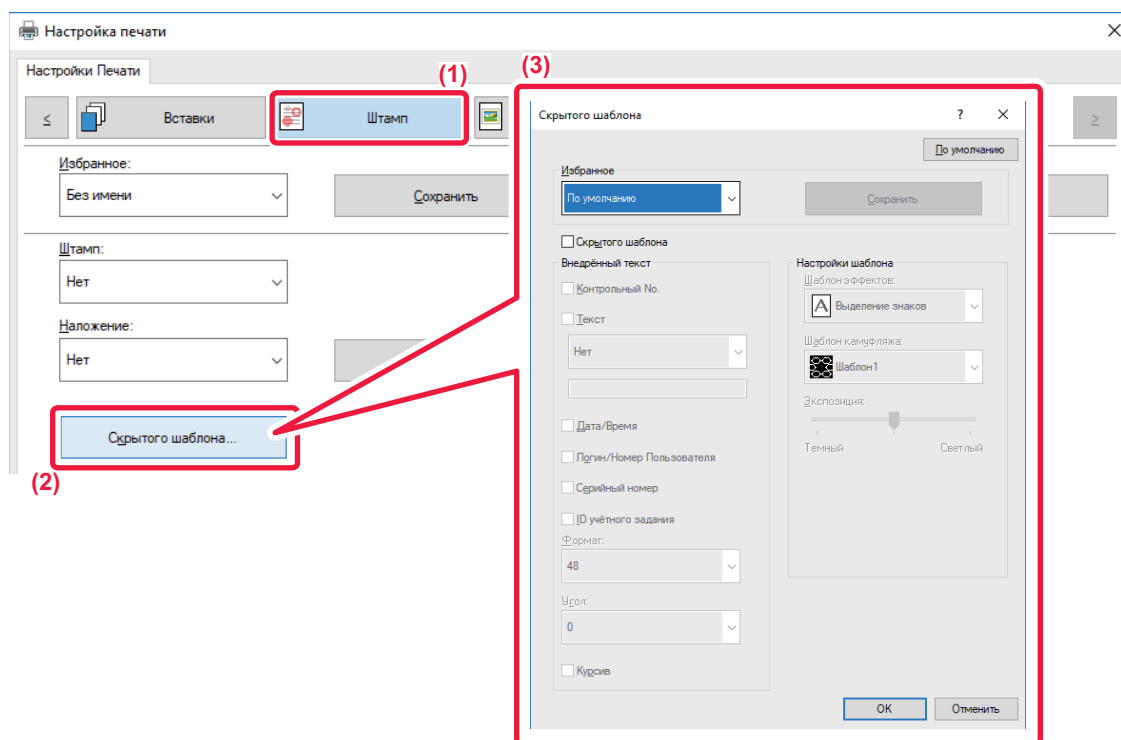 Настройка печати
Настройки Печати
(1)
(3)
<
Вставки
Штамп
>
Избранное:
Без имени
Сохранить
Штамп:
Нет
Наложение:
Нет
Скрытого шаблона...
(2)
Скрытого шаблона
?
По умолчанию
Избранное
По умолчанию
Сохранить
Скрытого шаблона
Внедрённый текст
Контрольный No.
Текст
Нет
Дата/Время
Логин/Номер Пользователя
Серийный номер
ID учётного задания
Формат:
48
Угол:
0
Курсив
Настройки шаблона
Шаблон эффектов:
A Выделение знаков
Шаблон камуфляжа:
Шаблон1
Экспозиция:
Темный Светлый
OK Отменить